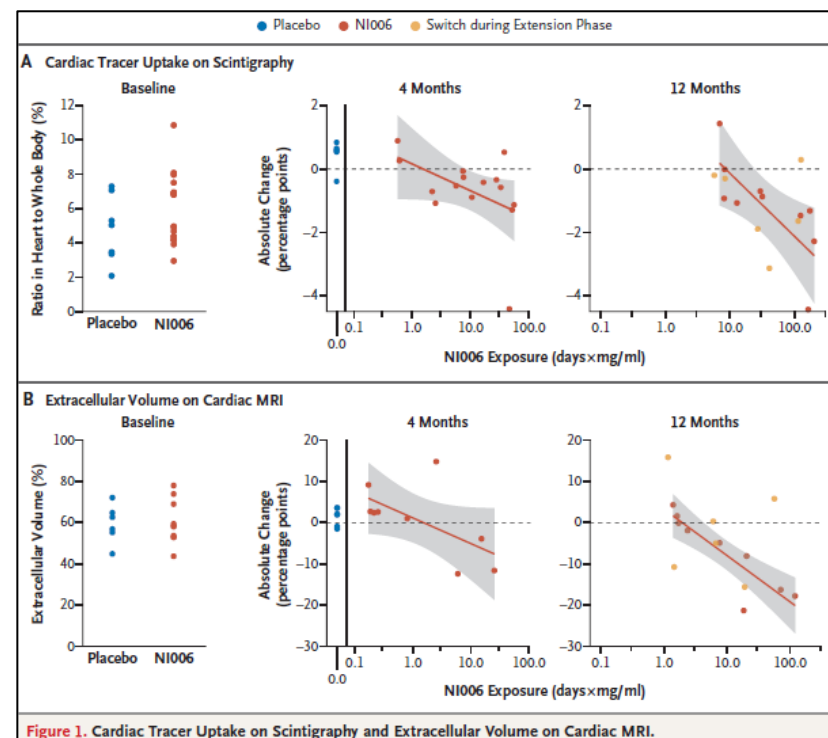 Placebo NI006 Switch during Extension Phase
A Cardiac Tracer Uptake on Scintigraphy
Baseline 4 Months 12 Months
Ratio in Heart to Whole Body (%)
12
10
8
6
4
2
0
Placebo NI006
Absolute Change
(percentage points)
2
0
−2
−4
0.0 0.1 1.0 10.0 100.0
2
0
−2
−4
0.1 1.0 10.0 100.0
NI006 Exposure (days×mg/ml)
B Extracellular Volume on Cardiac MRI
Baseline 4 Months 12 Months
Extracellular Volume (%)
100
80
60
40
20
0
Placebo NI006
Absolute Change
(percentage points)
20
10
0
−10
−20
−30
0.0 0.1 1.0 10.0 100.0
20
10
0
−10
−20
−30
0.1 1.0 10.0 100.0
NI006 Exposure (days×mg/ml)
Figure 1. Cardiac Tracer Uptake on Scintigraphy and Extracellular Volume on Cardiac MRI.